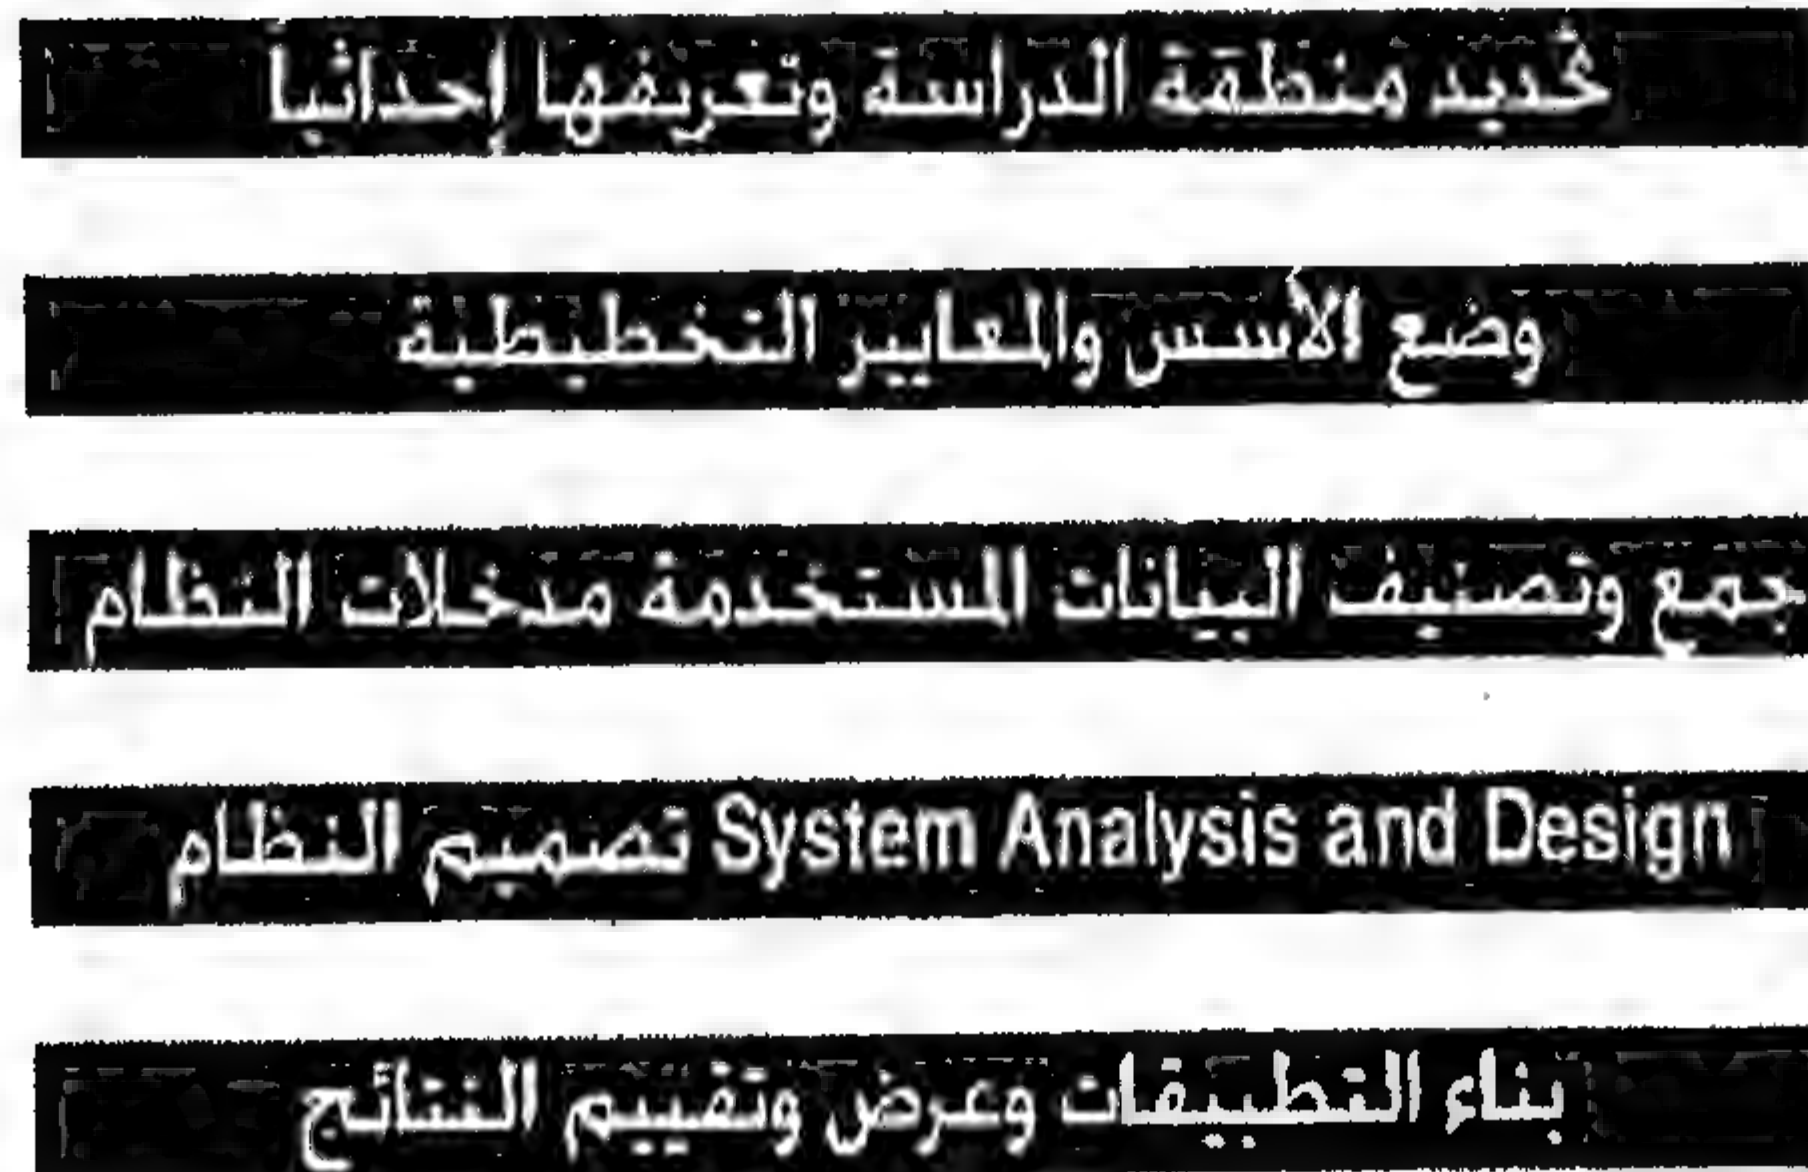 تحديد منطقة الدراسة وتعريفها إحداثياً
وضع الأسس والمعايير التخطيطية
جمع وتصنيف البيانات المستخدمة مدخلات النظام
تصميم النظام System Analysis and Design
بناء التطبيقات وعرض وتقييم النتائج